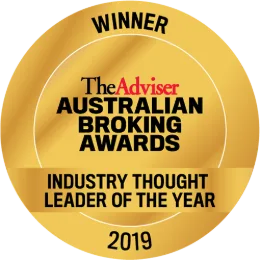 WINNER
TheAdviser
AUSTRALIAN
BROKING
AWARDS
INDUSTRY THOUGHT
LEADER OF THE YEAR
2019